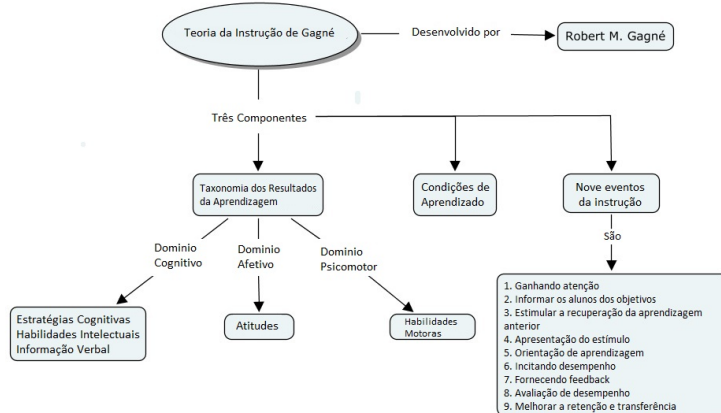 Teoria da Instrução de Gagné
Desenvolvido por
Robert M. Gagné
Três Componentes
Taxonomia dos Resultados
da Aprendizagem
Condições de
Aprendizado
Nove eventos
da instrução
Dominio
Cognitivo
Dominio
Afetivo
Dominio
Psicomotor
São
Estratégias Cognitivas
Habilidades Intelectuais
Informação Verbal
Atitudes
Habilidades
Motoras
1. Ganhando atenção
2. Informar os alunos dos objetivos
3. Estimular a recuperação da aprendizagem
anterior
4. Apresentação do estímulo
5. Orientação de aprendizagem
6. Incitando desempenho
7. Fornecendo feedback
8. Avaliação de desempenho
9. Melhorar a retenção e transferência